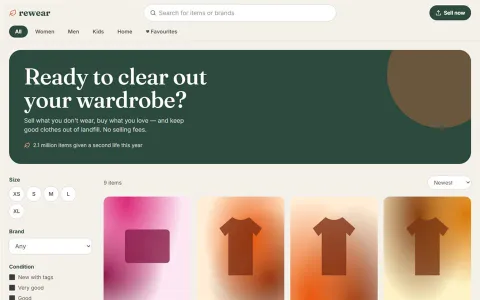 rewear
Search for items or brands
Sell now
All
Women
Men
Kids
Home
♥ Favourites
Ready to clear out
your wardrobe?
Sell what you don't wear, buy what you love — and keep
good clothes out of landfill. No selling fees.
2.1 million items given a second life this year
Size
XS
S
M
L
XL
Brand
Any
Condition
New with tags
Very good
Good
9 items
Newest